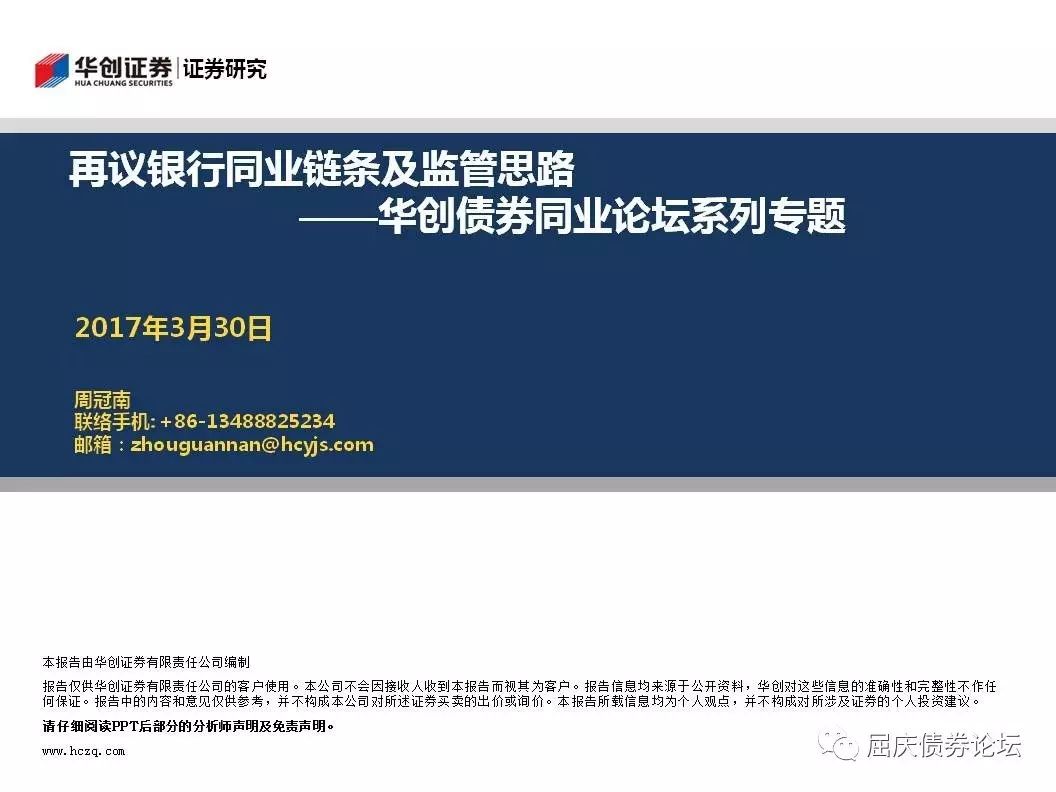 华创证券 证券研究
HUA CHUANG SECURITIES
再议银行同业链条及监管思路
——华创债券同业论坛系列专题
2017年3月30日
周冠南
联络手机: +86-13488825234
邮箱：zhouguannan@hcyjs.com
本报告由华创证券有限责任公司编制
报告仅供华创证券有限责任公司的客户使用。本公司不会因接收人收到本报告而视其为客户。报告信息均来源于公开资料，华创对这些信息的准确性和完整性不作任
何保证。报告中的内容和意见仅供参考，并不构成本公司对所述证券买卖的出价或询价。本报告所载信息均为个人观点，并不构成对所涉及证券的个人投资建议。
请仔细阅读PPT后部分的分析师声明及免责声明。
www.hczq.com
屈庆债券论坛